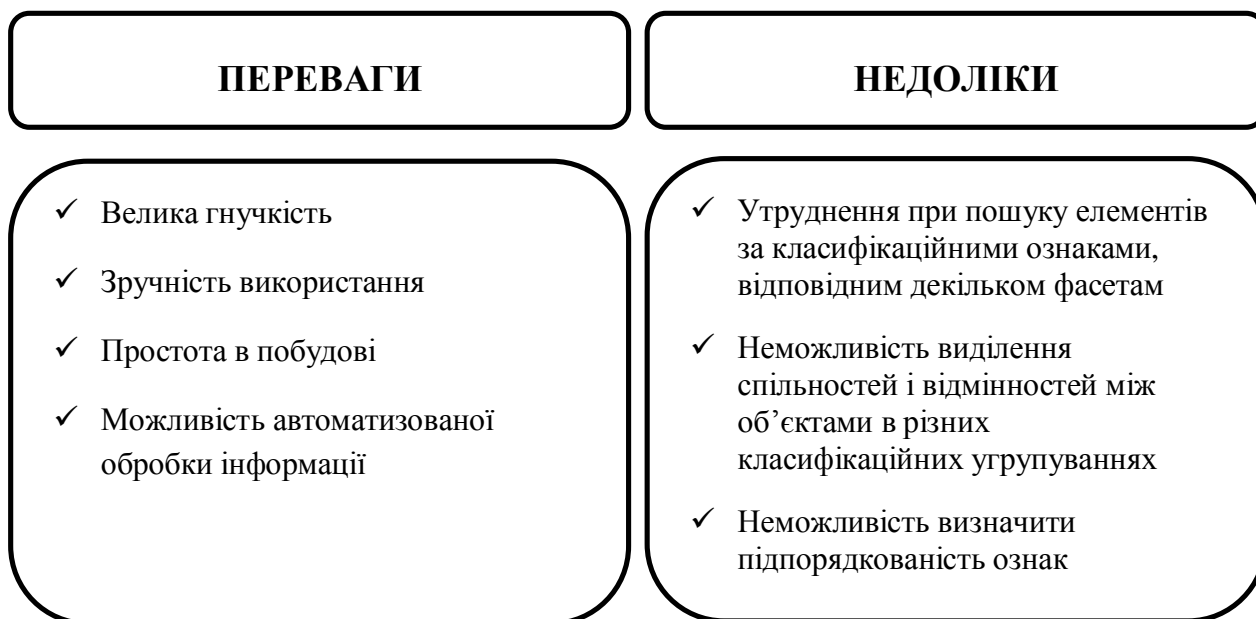 ПЕРЕВАГИ
НЕДОЛІКИ
✓ Велика гнучкість
✓ Зручність використання
✓ Простота в побудові
✓ Можливість автоматизованої
обробки інформації
✓ Утруднення при пошуку елементів
за класифікаційними ознаками,
відповідним декільком фасетам
✓ Неможливість виділення
спільностей і відмінностей між
об’єктами в різних
класифікаційних угрупуваннях
✓ Неможливість визначити
підпорядкованість ознак